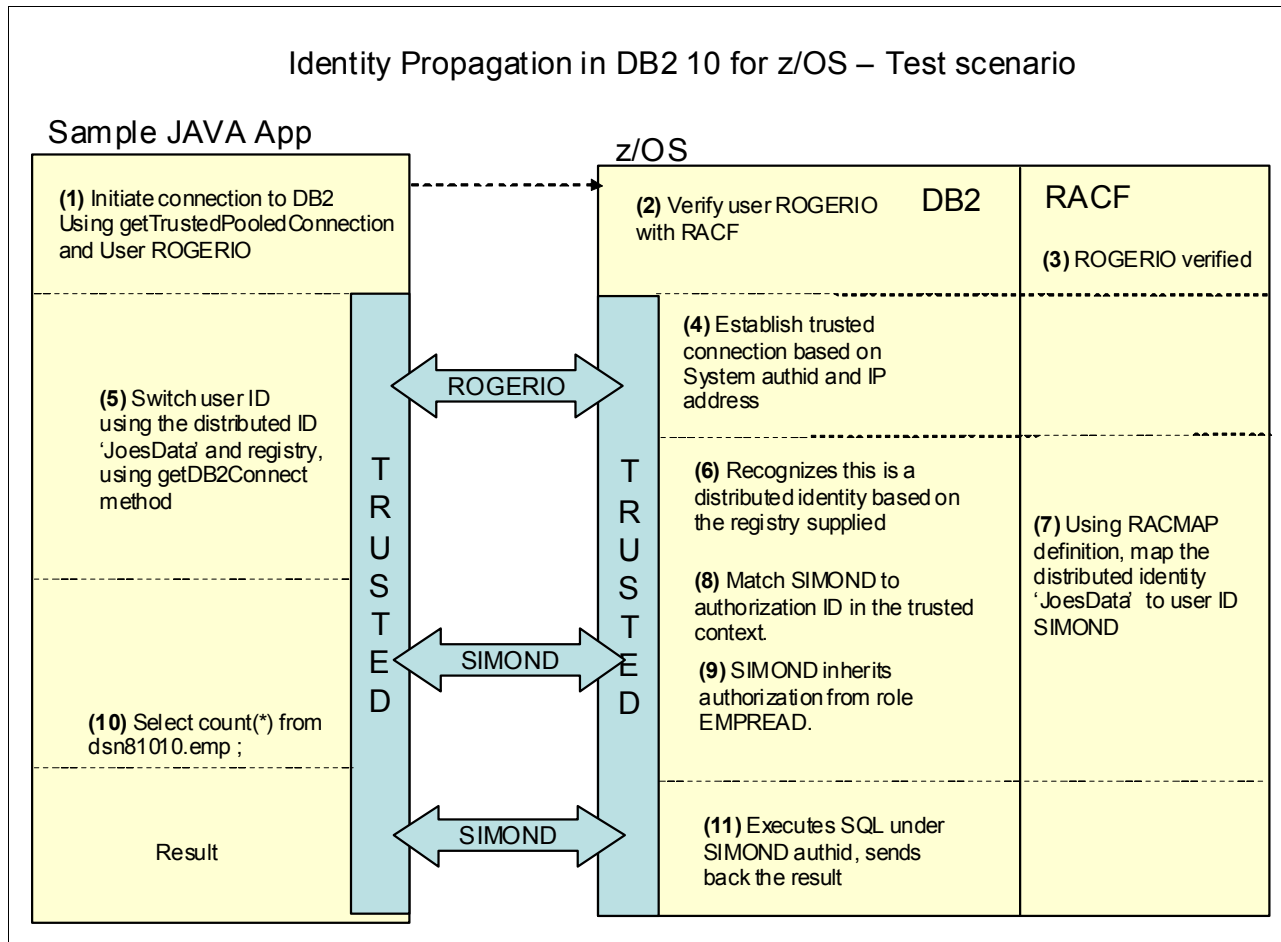 Identity Propagation in DB2 10 for z/OS – Test scenario
Sample JAVA App
z/OS
(1) Initiate connection to DB2
Using getTrustedPooledConnection
and User ROGERIO
(2) Verify user ROGERIO
with RACF
DB2
RACF
(3) ROGERIO verified
(4) Establish trusted
connection based on
System authid and IP
address
ROGERIO
(5) Switch user ID
using the distributed ID
‘JoesData’ and registry,
using getDB2Connect
method
TRUSTED
TRUSTED
(6) Recognizes this is a
distributed identity based on
the registry supplied
(7) Using RACMAP
definition, map the
distributed identity
‘JoesData’ to user ID
SIMOND
(8) Match SIMOND to
authorization ID in the trusted
context.
SIMOND
(9) SIMOND inherits
authorization from role
EMPREAD.
(10) Select count(*) from
dsn81010.emp ;
SIMOND
Result
(11) Executes SQL under
SIMOND authid, sends
back the result